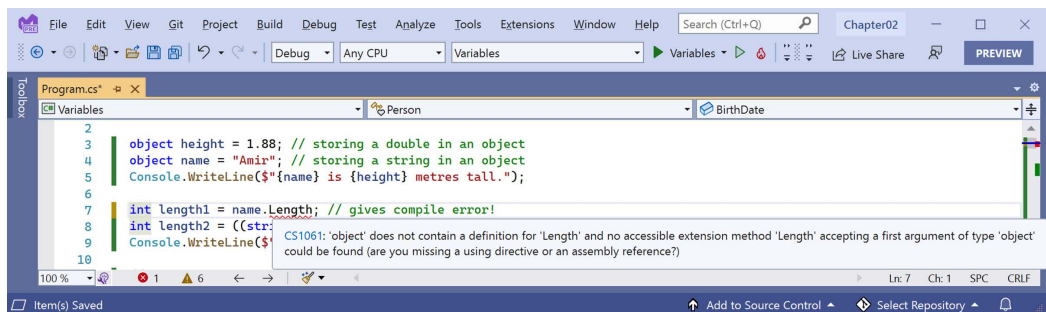 File Edit View Git Project Build Debug Test Analyze Tools Extensions Window Help Search (Ctrl+Q) Chapter02
Debug Any CPU Variables Variables Live Share PREVIEW
Toolbox
Program.cs*
Variables Person BirthDate
2
3 object height = 1.88; // storing a double in an object
4 object name = "Amir"; // storing a string in an object
5 Console.WriteLine($"{name} is {height} metres tall.");
6
7 int length1 = name.Length; // gives compile error!
8 int length2 = ((stri
9 Console.WriteLine($"
10
CS1061: 'object' does not contain a definition for 'Length' and no accessible extension method 'Length' accepting a first argument of type 'object'
could be found (are you missing a using directive or an assembly reference?)
100 % 1 6 Ln: 7 Ch: 1 SPC CRLF
Item(s) Saved Add to Source Control Select Repository